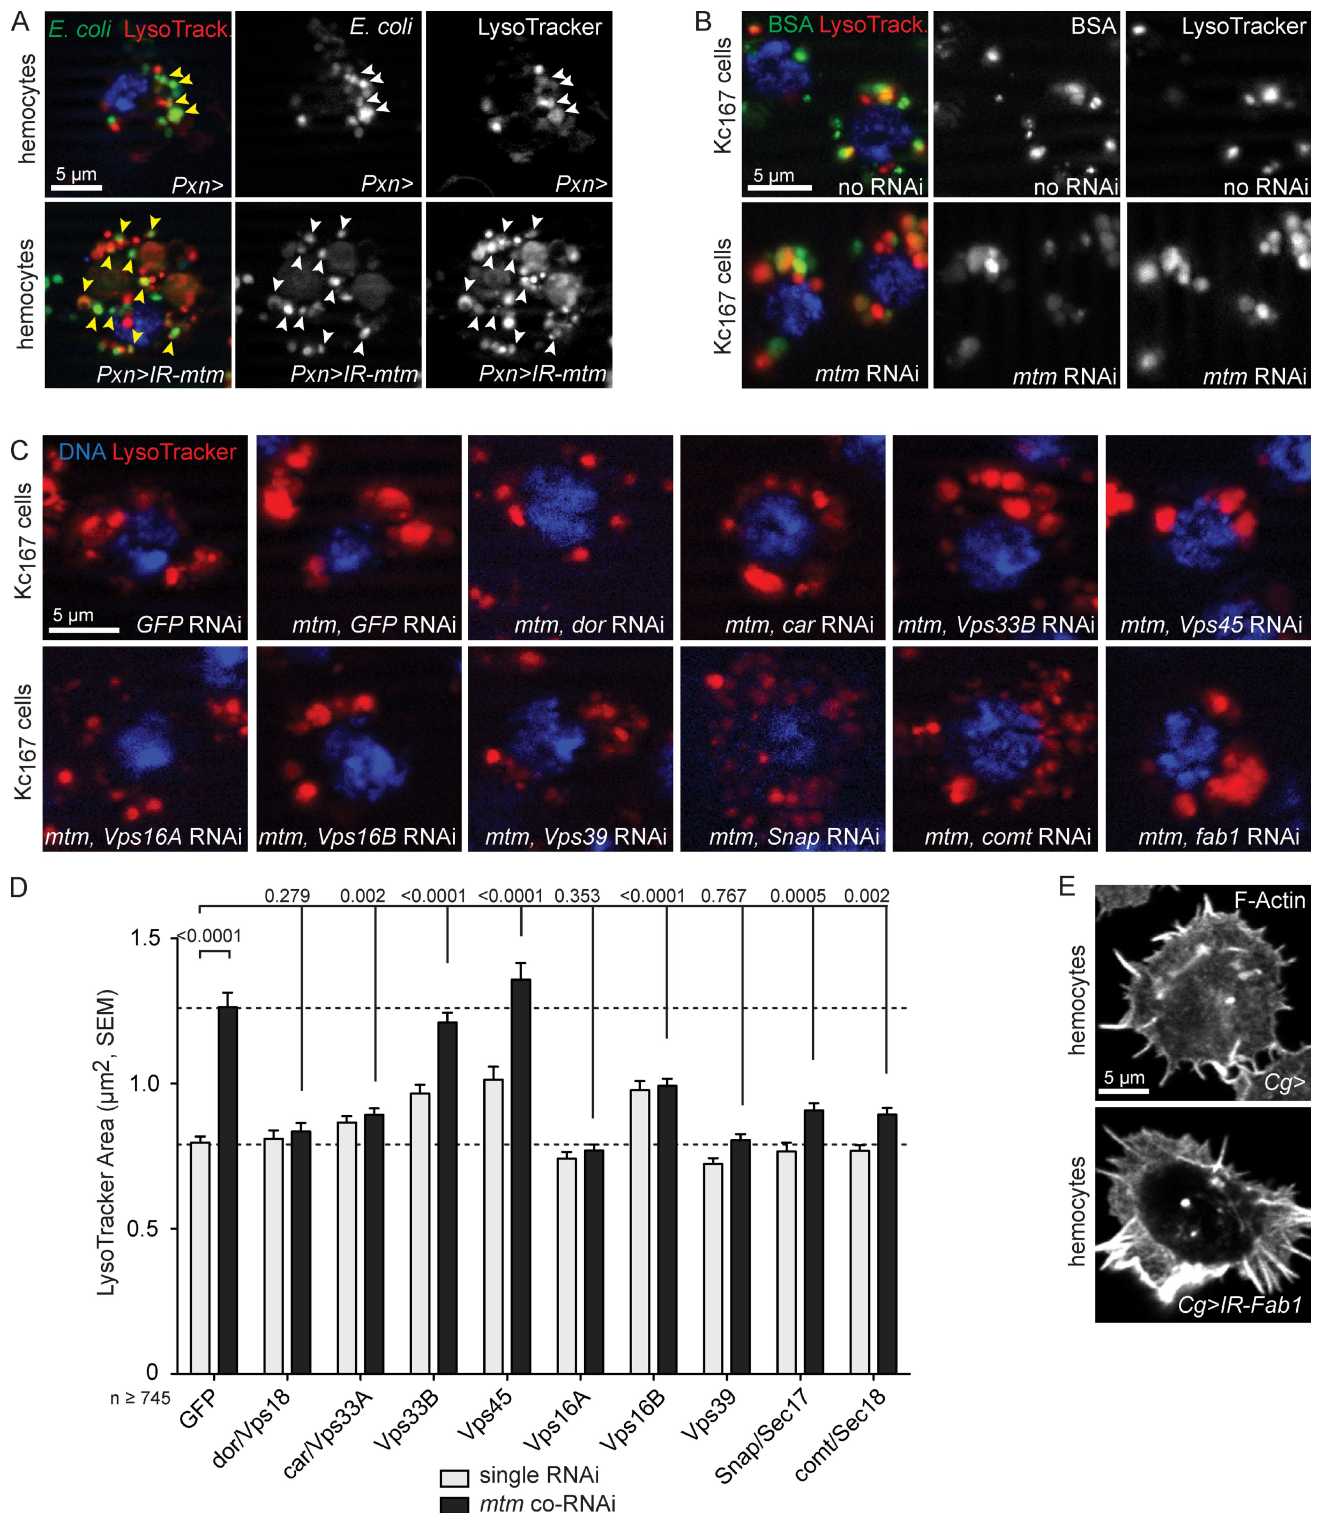 A
E. coli LysoTrack.
E. coli
LysoTracker
hemocytes
5 µm
Pxn>
Pxn>
Pxn>
hemocytes
Pxn>IR-mtm
Pxn>IR-mtm
Pxn>IR-mtm
B
BSA LysoTrack.
BSA
LysoTracker
Kc167 cells
5 µm
no RNAi
no RNAi
no RNAi
Kc167 cells
mtm RNAi
mtm RNAi
mtm RNAi
C
DNA LysoTracker
Kc167 cells
5 µm
GFP RNAi
mtm, GFP RNAi
mtm, dor RNAi
mtm, car RNAi
mtm, Vps33B RNAi
mtm, Vps45 RNAi
Kc167 cells
mtm, Vps16A RNAi
mtm, Vps16B RNAi
mtm, Vps39 RNAi
mtm, Snap RNAi
mtm, comt RNAi
mtm, fab1 RNAi
D
0.279 0.002 <0.0001 <0.0001 0.353 <0.0001 0.767 0.0005 0.002
<0.0001
LysoTracker Area (µm2, SEM)
1.5
1.0
0.5
0
n ≥ 745
GFP
dor/Vps18
car/Vps33A
Vps33B
Vps45
Vps16A
Vps16B
Vps39
Snap/Sec17
comt/Sec18
single RNAi
mtm co-RNAi
E
F-Actin
hemocytes
5 µm
Cg>
hemocytes
Cg>IR-Fab1